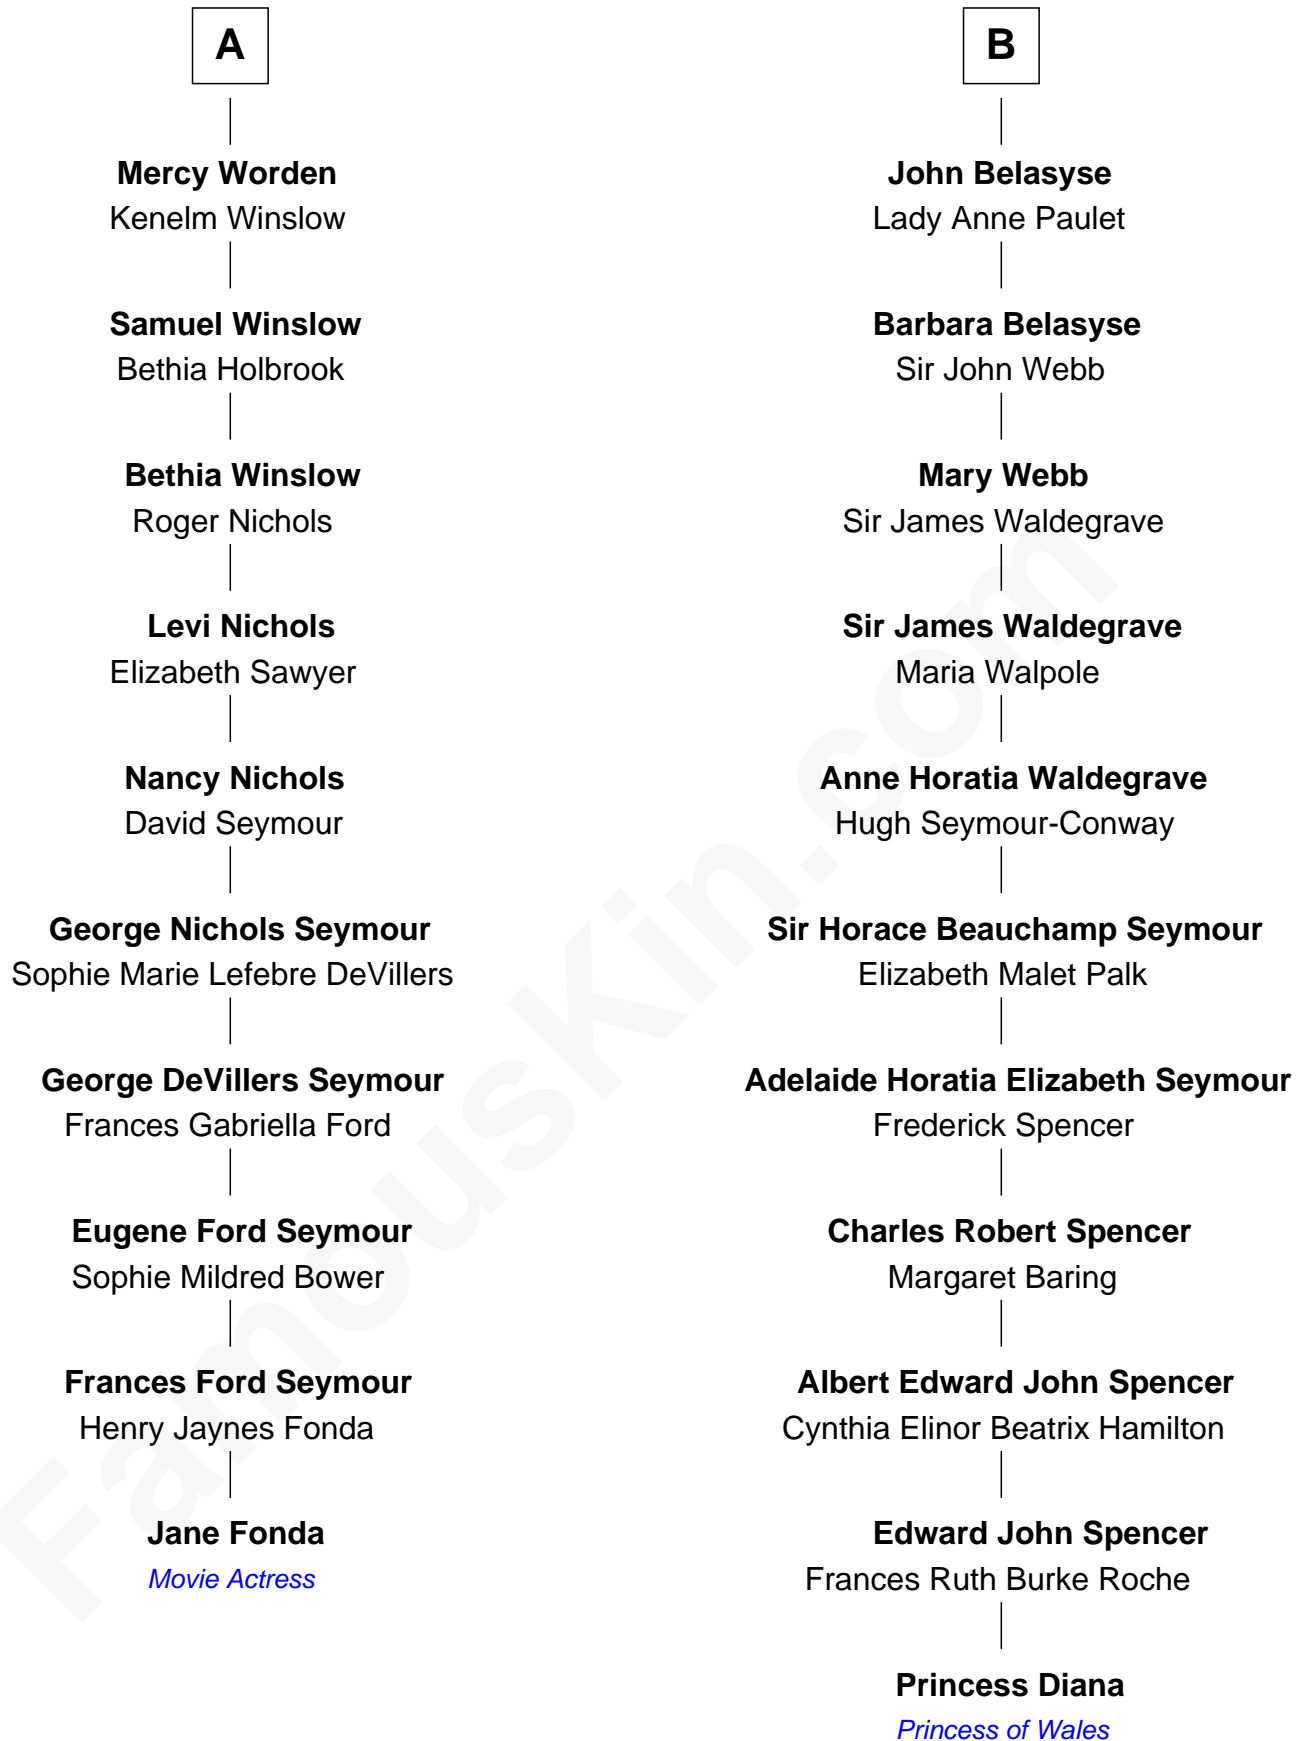 A
Mercy Worden
Kenelm Winslow
Samuel Winslow
Bethia Holbrook
Bethia Winslow
Roger Nichols
Levi Nichols
Elizabeth Sawyer
Nancy Nichols
David Seymour
George Nichols Seymour
Sophie Marie Lefebre DeVillers
George DeVillers Seymour
Frances Gabriella Ford
Eugene Ford Seymour
Sophie Mildred Bower
Frances Ford Seymour
Henry Jaynes Fonda
Jane Fonda
Movie Actress
B
John Belasyse
Lady Anne Paulet
Barbara Belasyse
Sir John Webb
Mary Webb
Sir James Waldegrave
Sir James Waldegrave
Maria Walpole
Anne Horatia Waldegrave
Hugh Seymour-Conway
Sir Horace Beauchamp Seymour
Elizabeth Malet Palk
Adelaide Horatia Elizabeth Seymour
Frederick Spencer
Charles Robert Spencer
Margaret Baring
Albert Edward John Spencer
Cynthia Elinor Beatrix Hamilton
Edward John Spencer
Frances Ruth Burke Roche
Princess Diana
Princess of Wales
FamousKin.com